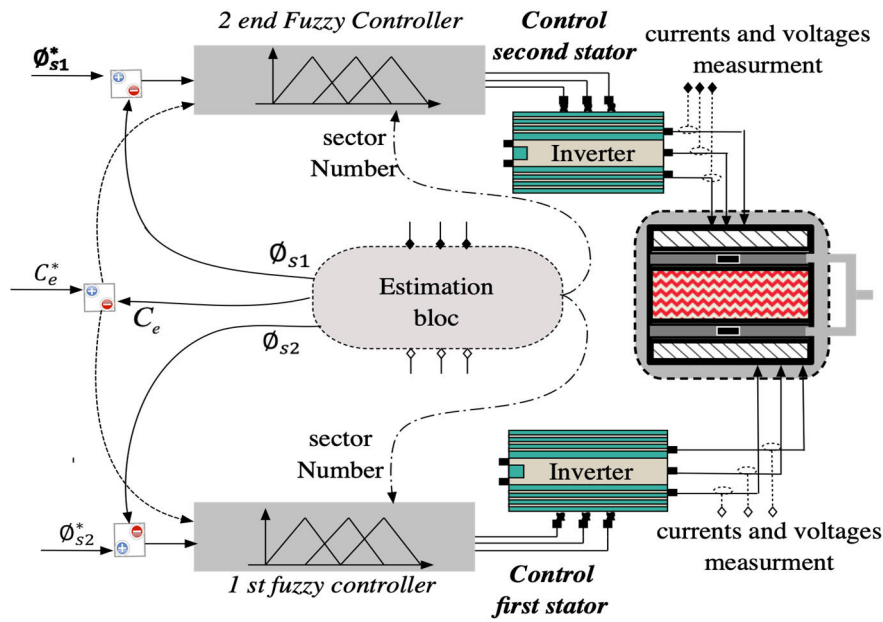 2 end Fuzzy Controller
Control
second stator
currents and voltages
measurment
Ø*s1
sector
Number
Inverter
Øs1
C*e
Estimation
bloc
Ce
Øs2
sector
Number
Inverter
Ø*s2
currents and voltages
measurment
1 st fuzzy controller
Control
first stator